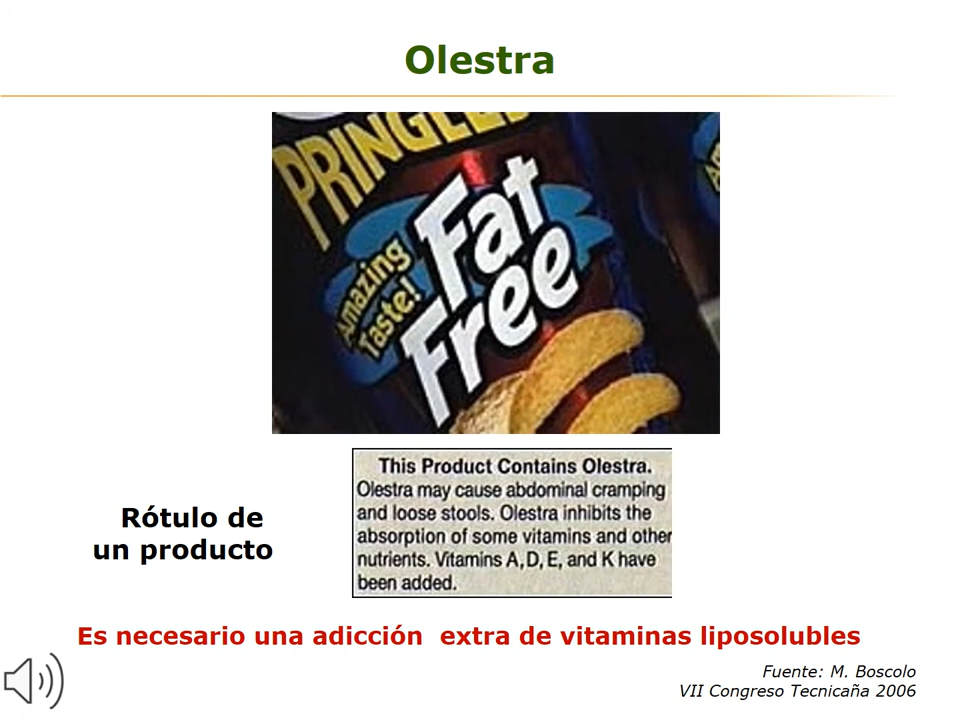 Olestra
PRINGLES
Fat
Free
Amazing
Taste!
This Product Contains Olestra.
Olestra may cause abdominal cramping
and loose stools. Olestra inhibits the
absorption of some vitamins and other
nutrients. Vitamins A, D, E, and K have
been added.
Rótulo de
un producto
Es necesario una adicción extra de vitaminas liposolubles
Fuente: M. Boscolo
VII Congreso Tecnicaña 2006